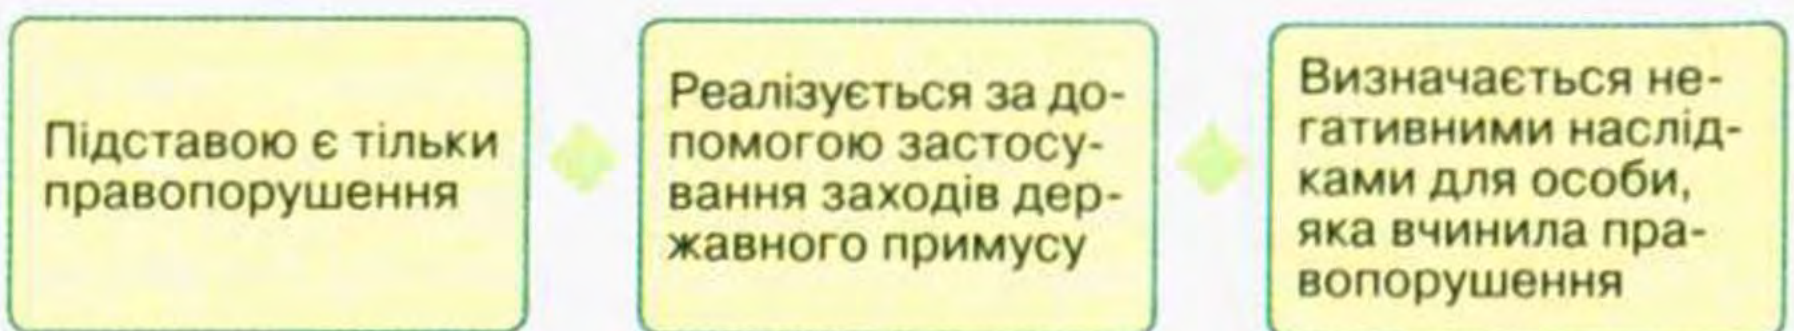 Підставою є тільки
правопорушення
Реалізується за до-
помогою застосу-
вання заходів дер-
жавного примусу
Визначається не-
гативними наслід-
ками для особи,
яка вчинила пра-
вопорушення